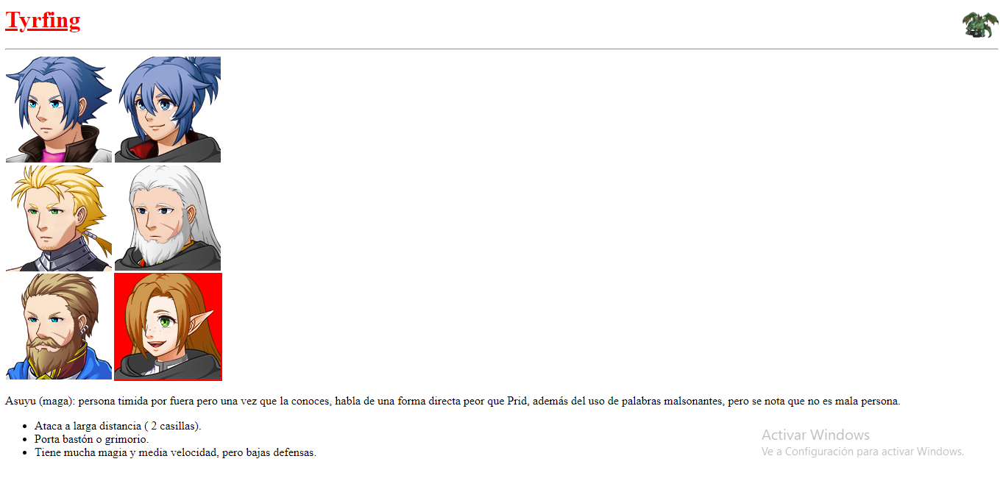 Tyrfing
Asuyu (maga): persona timida por fuera pero una vez que la conoces, habla de una forma directa peor que Prid, además del uso de palabras malsonantes, pero se nota que no es mala persona.
• Ataca a larga distancia ( 2 casillas).
• Porta bastón o grimorio.
• Tiene mucha magia y media velocidad, pero bajas defensas.
Activar Windows
Ve a Configuración para activar Windows.